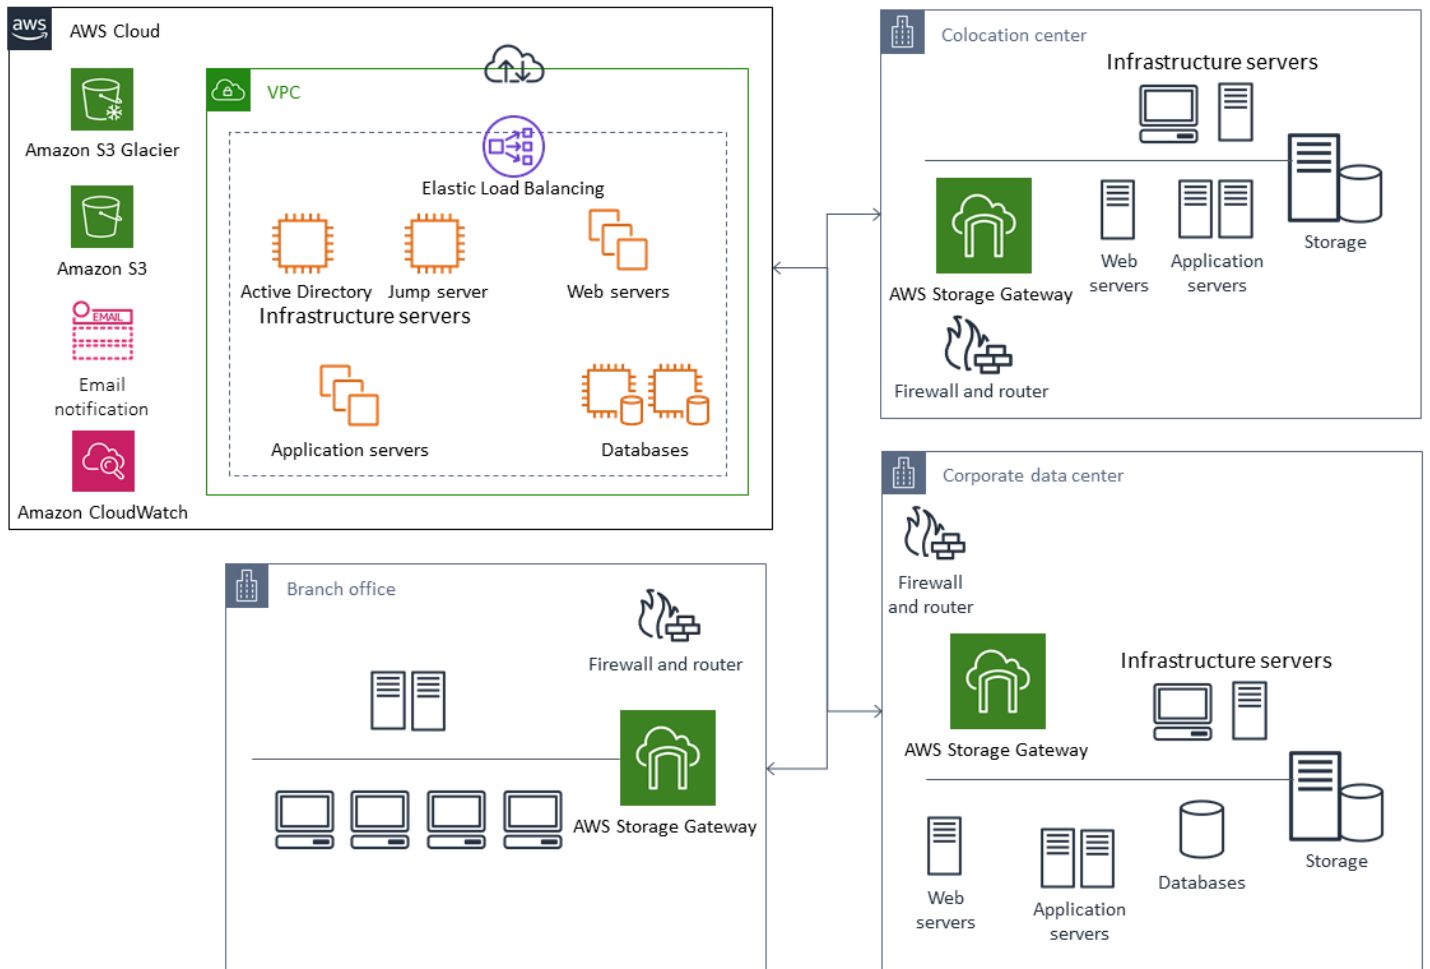 aws
AWS Cloud
Amazon S3 Glacier
Amazon S3
EMAIL
Email
notification
Amazon CloudWatch
VPC
Elastic Load Balancing
Active Directory
Jump server
Infrastructure servers
Web servers
Application servers
Databases
Colocation center
Infrastructure servers
AWS Storage Gateway
Web
servers
Application
servers
Storage
Firewall and router
Branch office
Firewall and router
AWS Storage Gateway
Corporate data center
Firewall
and router
Infrastructure servers
AWS Storage Gateway
Web
servers
Application
servers
Databases
Storage